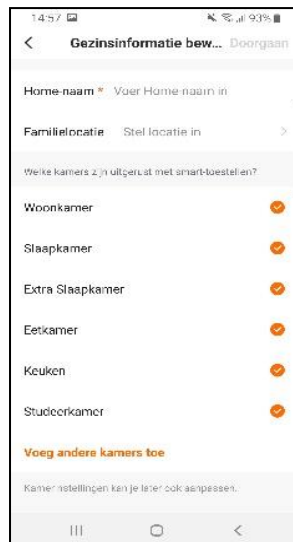 14:57 93%
Gezinsinformatie bew... Doorgaan
Home-naam * Voer Home-naam in
Familielocatie Stel locatie in
Welke kamers zijn uitgerust met smart-toestellen?
Woonkamer
Slaapkamer
Extra Slaapkamer
Eetkamer
Keuken
Studeerkamer
Voeg andere kamers toe
Kamerinstellingen kan je later ook aanpassen.